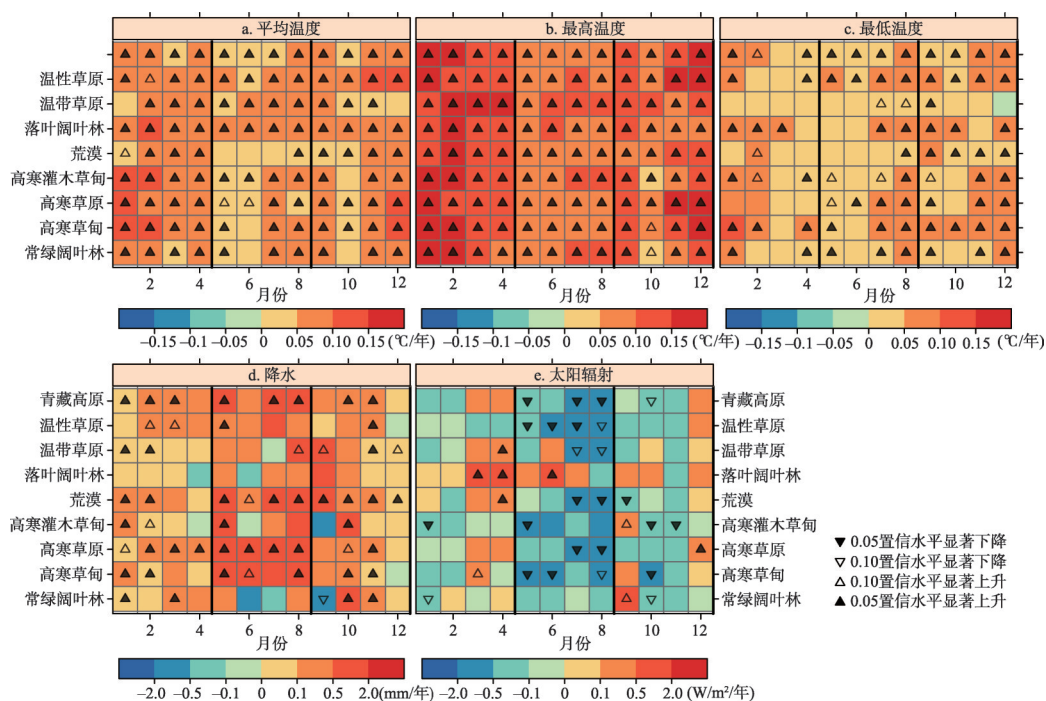 a. 平均温度
b. 最高温度
c. 最低温度
温性草原
温带草原
落叶阔叶林
荒漠
高寒灌木草甸
高寒草原
高寒草甸
常绿阔叶林
2 4 6 8 10 12
2 4 6 8 10 12
2 4 6 8 10 12
月份
月份
月份
−0.15 −0.10 −0.05 0 0.05 0.10 0.15 (℃/年)
−0.15 −0.10 −0.05 0 0.05 0.10 0.15 (℃/年)
−0.15 −0.10 −0.05 0 0.05 0.10 0.15 (℃/年)
d. 降水
e. 太阳辐射
青藏高原
温性草原
温带草原
落叶阔叶林
荒漠
高寒灌木草甸
高寒草原
高寒草甸
常绿阔叶林
青藏高原
温性草原
温带草原
落叶阔叶林
荒漠
高寒灌木草甸
高寒草原
高寒草甸
常绿阔叶林
▼ 0.05置信水平显著下降
▽ 0.10置信水平显著下降
△ 0.10置信水平显著上升
▲ 0.05置信水平显著上升
2 4 6 8 10 12
2 4 6 8 10 12
月份
月份
−2.0 −0.5 −0.1 0 0.1 0.5 2.0 (mm/年)
−2.0 −0.5 −0.1 0 0.1 0.5 2.0 (W/m²/年)